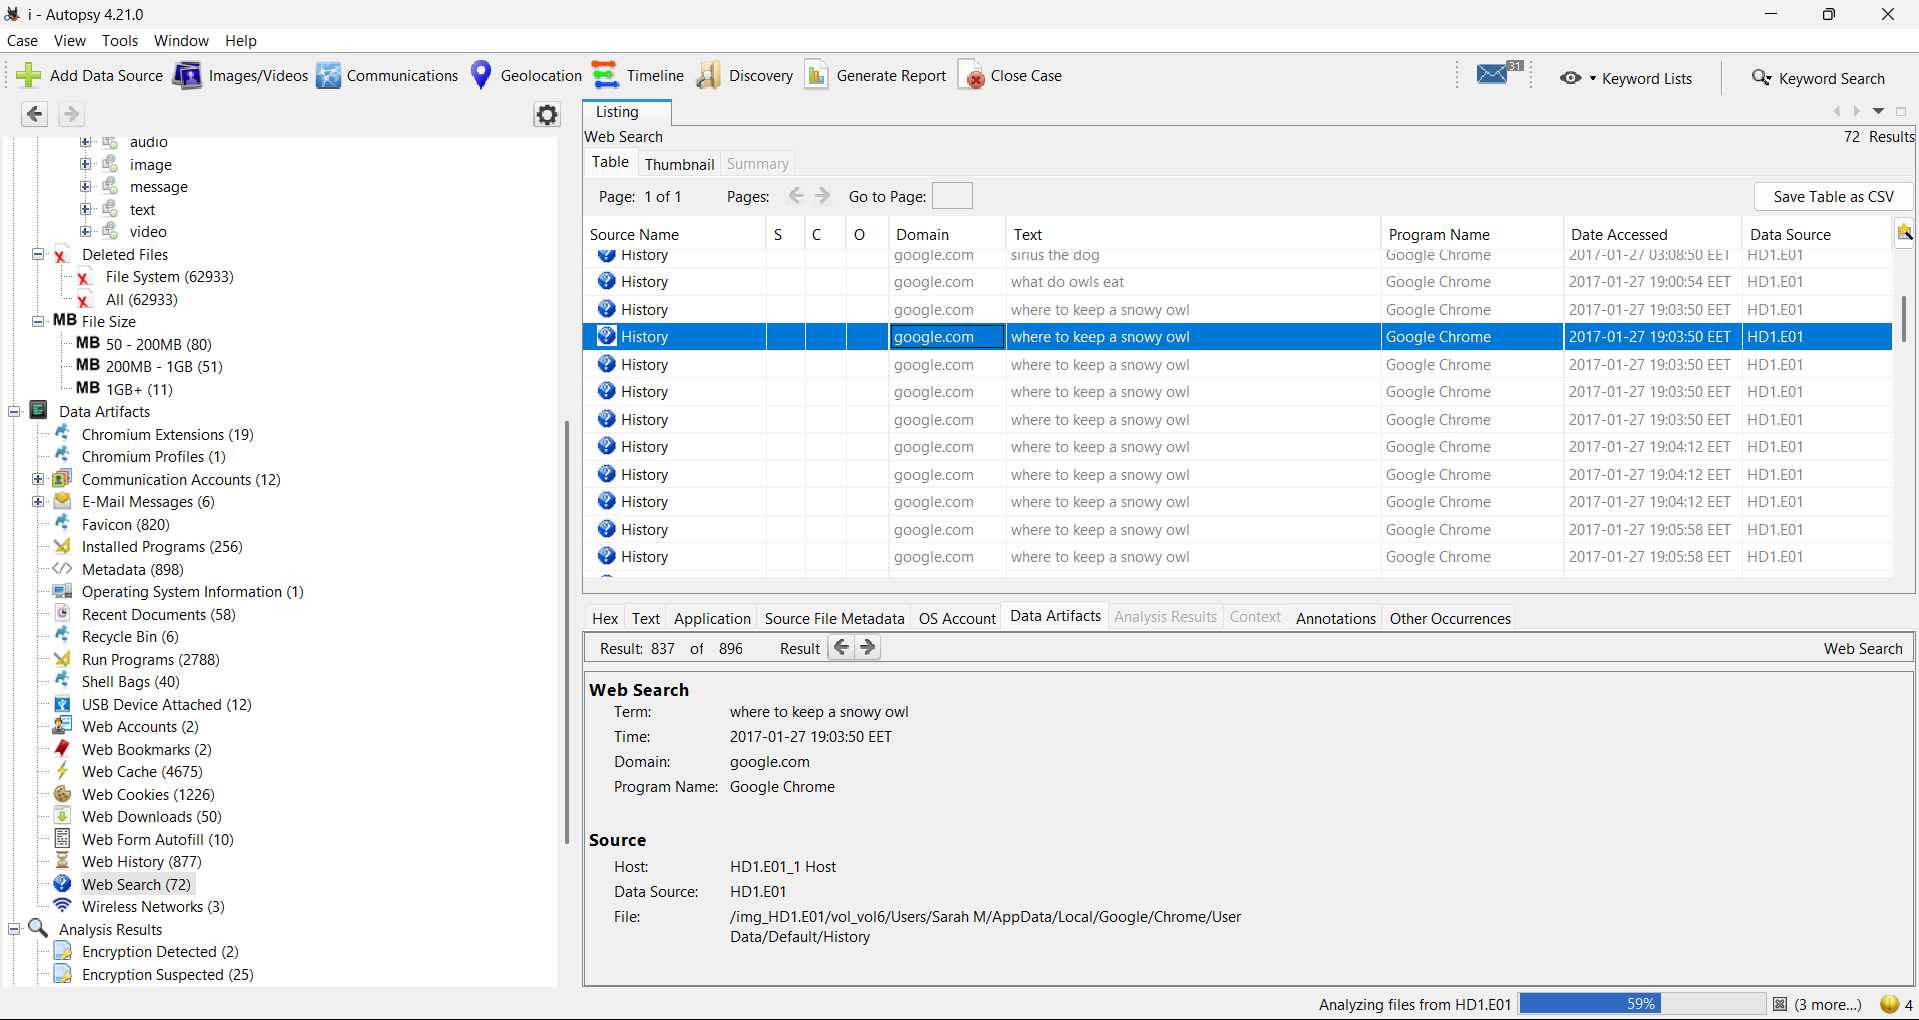 i - Autopsy 4.21.0
Case View Tools Window Help
Add Data Source Images/Videos Communications Geolocation Timeline Discovery Generate Report Close Case 31 Keyword Lists Keyword Search
audio
image
message
text
video
Deleted Files
File System (62933)
All (62933)
MB File Size
MB 50 - 200MB (80)
MB 200MB - 1GB (51)
MB 1GB+ (11)
Data Artifacts
Chromium Extensions (19)
Chromium Profiles (1)
Communication Accounts (12)
E-Mail Messages (6)
Favicon (820)
Installed Programs (256)
Metadata (898)
Operating System Information (1)
Recent Documents (58)
Recycle Bin (6)
Run Programs (2788)
Shell Bags (40)
USB Device Attached (12)
Web Accounts (2)
Web Bookmarks (2)
Web Cache (4675)
Web Cookies (1226)
Web Downloads (50)
Web Form Autofill (10)
Web History (877)
Web Search (72)
Wireless Networks (3)
Analysis Results
Encryption Detected (2)
Encryption Suspected (25)
Listing
Web Search 72 Results
Table Thumbnail Summary
Page: 1 of 1 Pages: Go to Page: Save Table as CSV
Source Name S C O Domain Text Program Name Date Accessed Data Source
History google.com sirius the dog Google Chrome 2017-01-27 03:08:50 EET HD1.E01
History google.com what do owls eat Google Chrome 2017-01-27 19:00:54 EET HD1.E01
History google.com where to keep a snowy owl Google Chrome 2017-01-27 19:03:50 EET HD1.E01
History google.com where to keep a snowy owl Google Chrome 2017-01-27 19:03:50 EET HD1.E01
History google.com where to keep a snowy owl Google Chrome 2017-01-27 19:03:50 EET HD1.E01
History google.com where to keep a snowy owl Google Chrome 2017-01-27 19:03:50 EET HD1.E01
History google.com where to keep a snowy owl Google Chrome 2017-01-27 19:03:50 EET HD1.E01
History google.com where to keep a snowy owl Google Chrome 2017-01-27 19:04:12 EET HD1.E01
History google.com where to keep a snowy owl Google Chrome 2017-01-27 19:04:12 EET HD1.E01
History google.com where to keep a snowy owl Google Chrome 2017-01-27 19:04:12 EET HD1.E01
History google.com where to keep a snowy owl Google Chrome 2017-01-27 19:05:58 EET HD1.E01
History google.com where to keep a snowy owl Google Chrome 2017-01-27 19:05:58 EET HD1.E01
Hex Text Application Source File Metadata OS Account Data Artifacts Analysis Results Context Annotations Other Occurrences
Result: 837 of 896 Result Web Search
Web Search
Term: where to keep a snowy owl
Time: 2017-01-27 19:03:50 EET
Domain: google.com
Program Name: Google Chrome
Source
Host: HD1.E01_1 Host
Data Source: HD1.E01
File: /img_HD1.E01/vol_vol6/Users/Sarah M/AppData/Local/Google/Chrome/User
Data/Default/History
Analyzing files from HD1.E01 59% (3 more...) 4